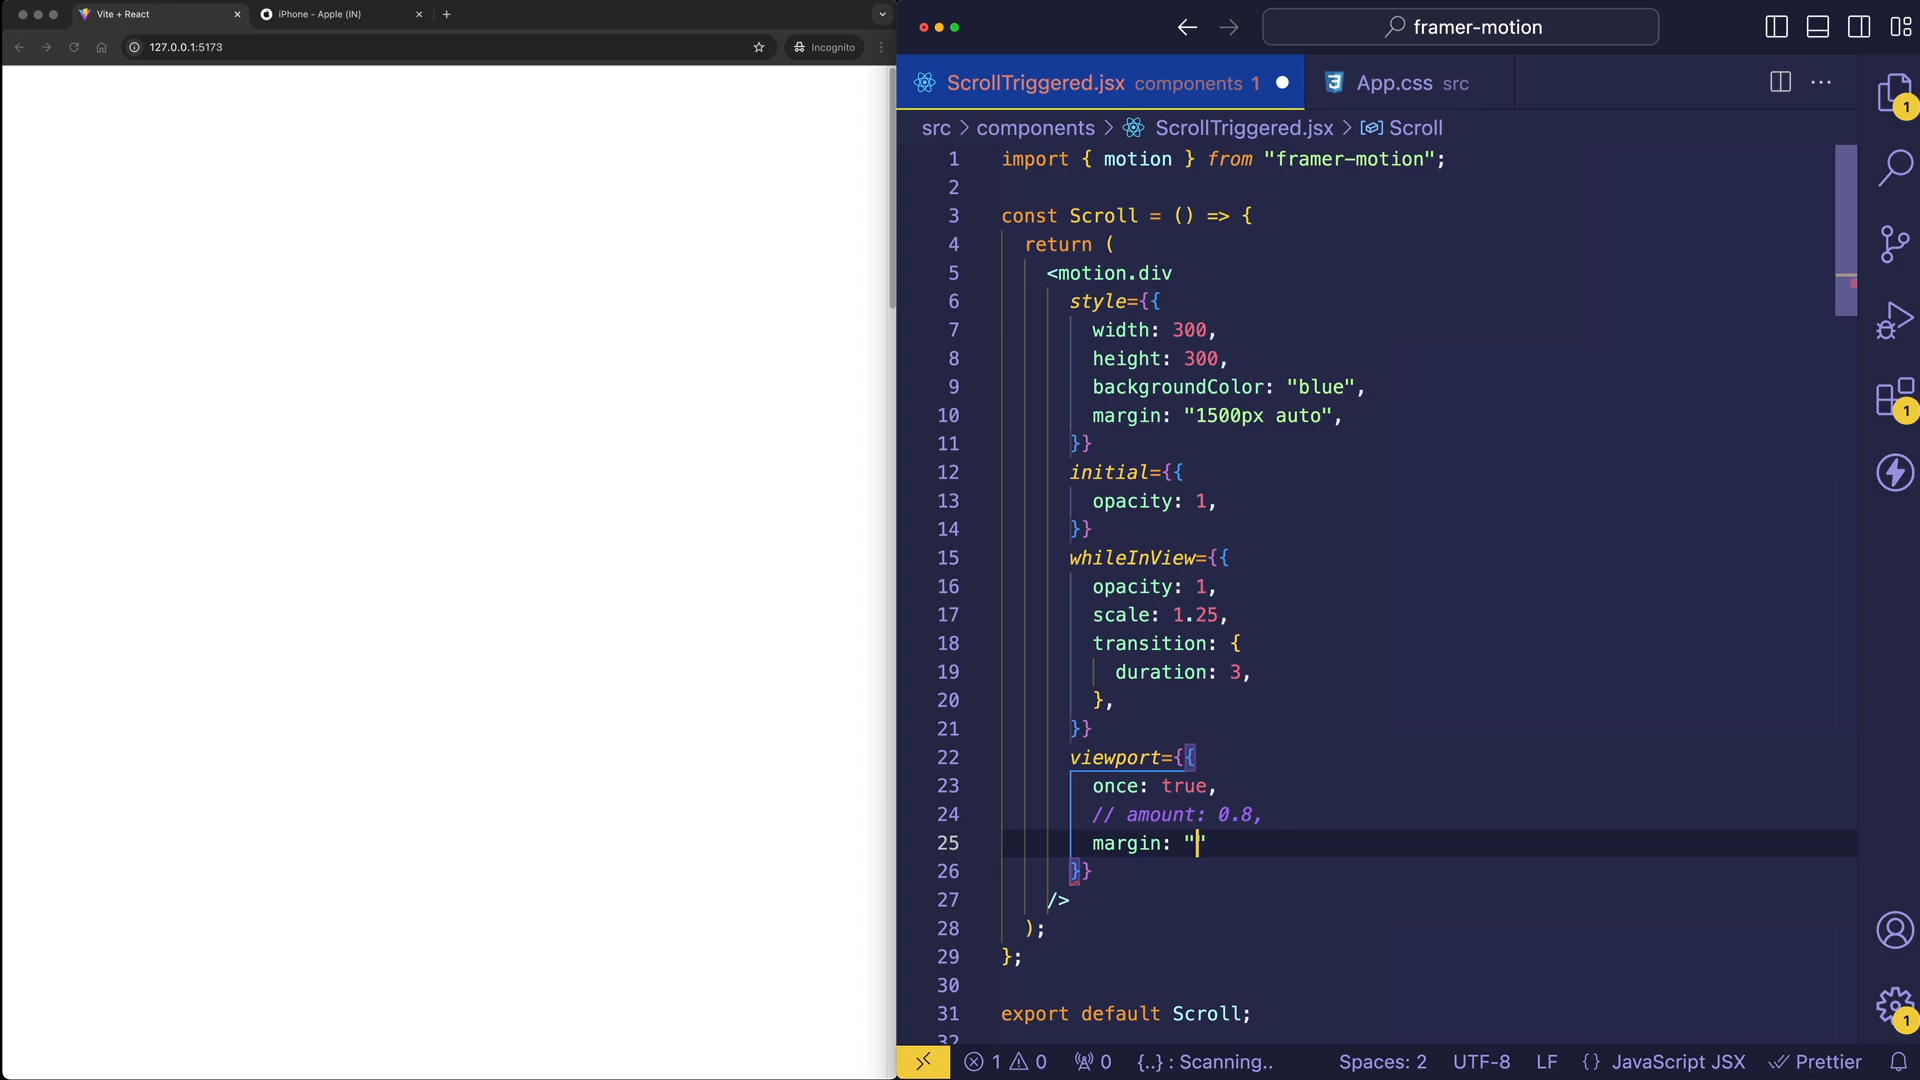 Vite + React
iPhone - Apple (IN)
127.0.0.1:5173
Incognito
framer-motion
ScrollTriggered.jsx components 1
App.css src
src > components > ScrollTriggered.jsx > Scroll
1 import { motion } from "framer-motion";
2
3 const Scroll = () => {
4 return (
5 <motion.div
6 style={{
7 width: 300,
8 height: 300,
9 backgroundColor: "blue",
10 margin: "1500px auto",
11 }}
12 initial={{
13 opacity: 1,
14 }}
15 whileInView={{
16 opacity: 1,
17 scale: 1.25,
18 transition: {
19 duration: 3,
20 },
21 }}
22 viewport={{
23 once: true,
24 // amount: 0.8,
25 margin: ""
26 }}
27 />
28 );
29 };
30
31 export default Scroll;
32
1
1
1
1 0 0 {..} : Scanning.. Spaces: 2 UTF-8 LF {} JavaScript JSX Prettier